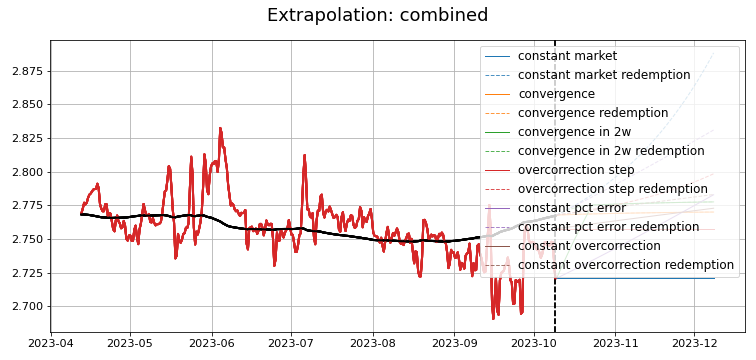 Extrapolation: combined
2.875
2.850
2.825
2.800
2.775
2.750
2.725
2.700
constant market
constant market redemption
convergence
convergence redemption
convergence in 2w
convergence in 2w redemption
overcorrection step
overcorrection step redemption
constant pct error
constant pct error redemption
constant overcorrection
constant overcorrection redemption
2023-04
2023-05
2023-06
2023-07
2023-08
2023-09
2023-10
2023-11
2023-12